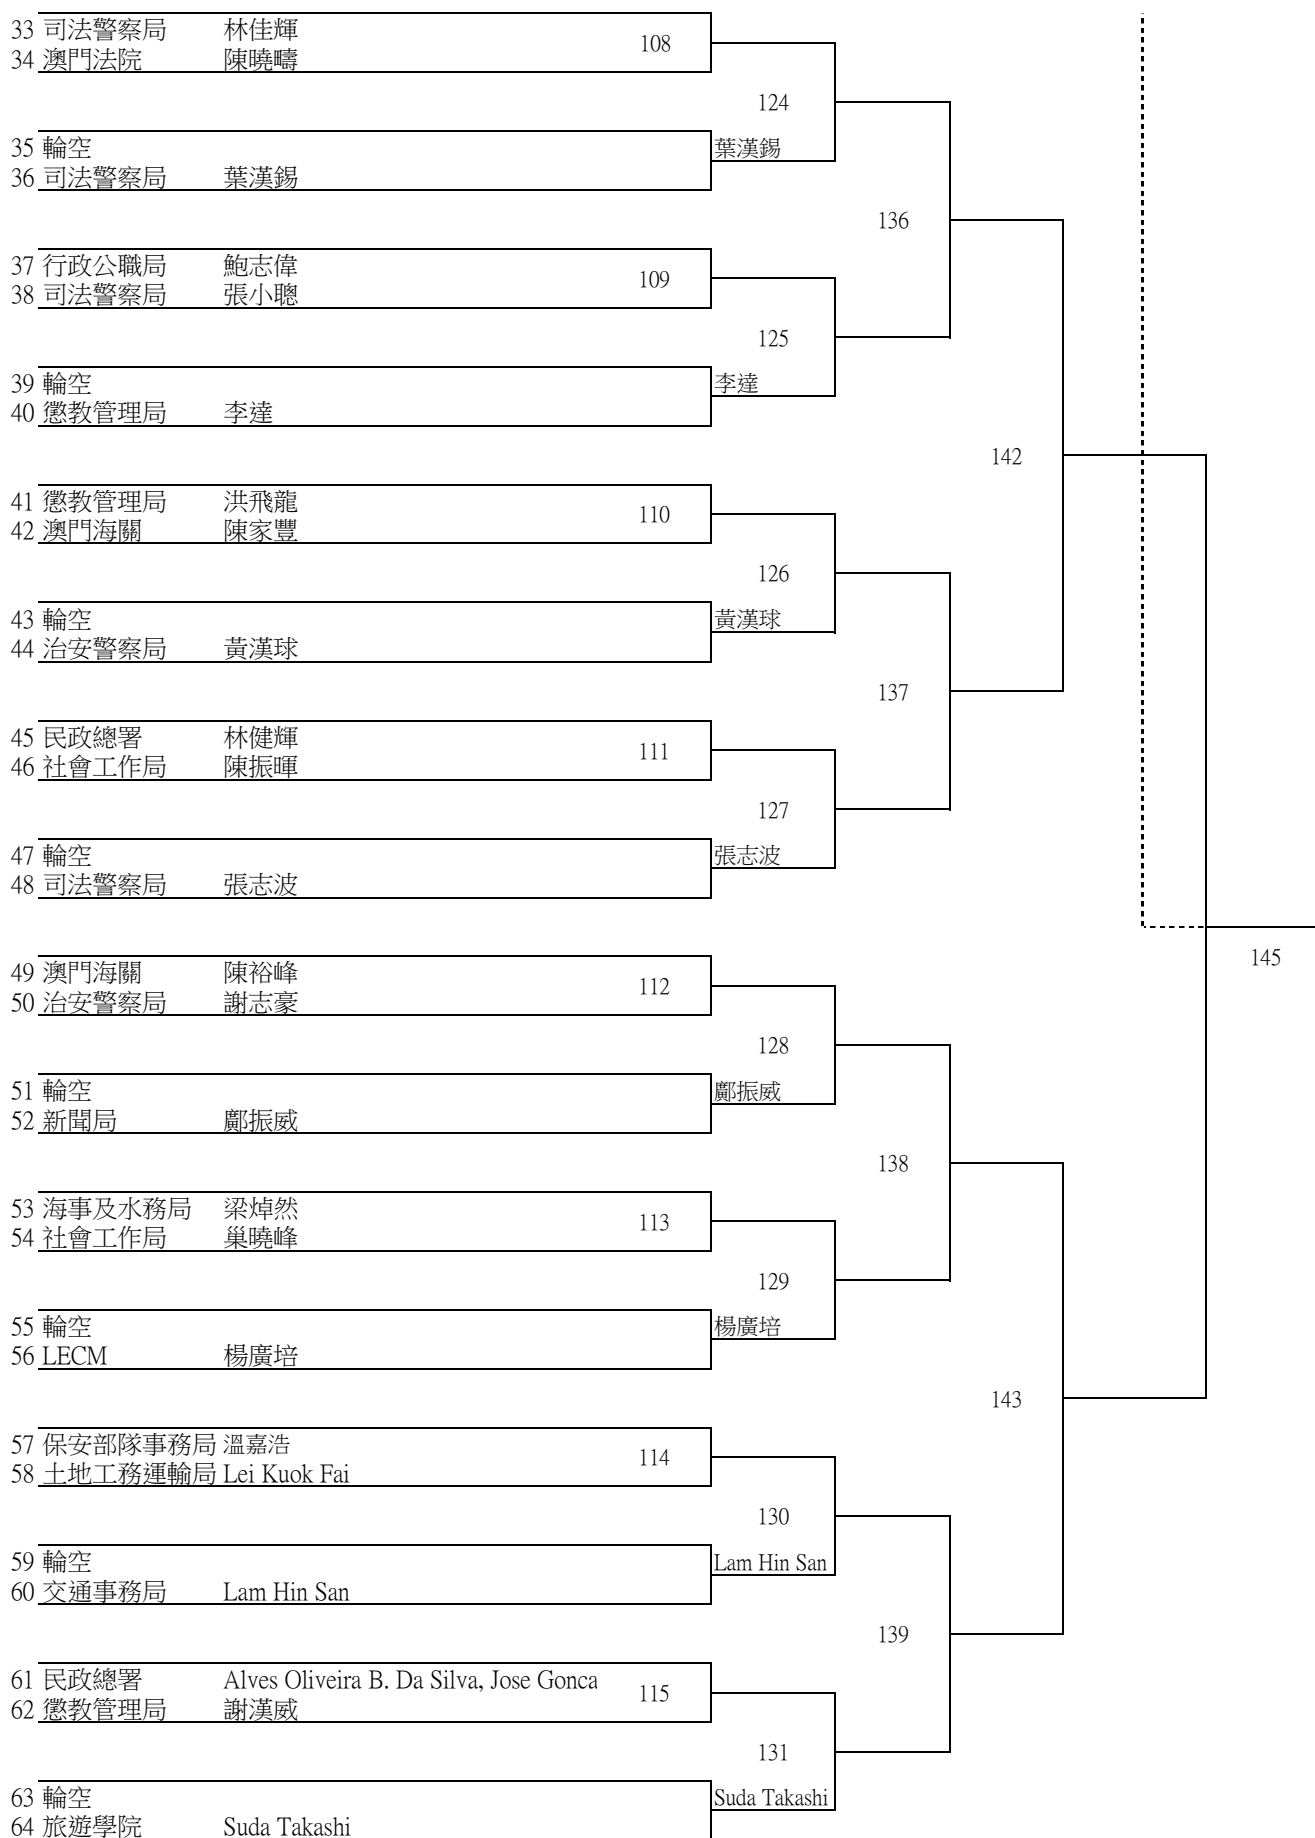 33 司法警察局 林佳輝
108
34 澳門法院 陳曉疇
124
35 輪空
葉漢錫
36 司法警察局 葉漢錫
136
37 行政公職局 鮑志偉
109
38 司法警察局 張小聰
125
39 輪空
李達
40 懲教管理局 李達
142
41 懲教管理局 洪飛龍
110
42 澳門海關 陳家豐
126
43 輪空
黃漢球
44 治安警察局 黃漢球
137
45 民政總署 林健輝
111
46 社會工作局 陳振暉
127
47 輪空
張志波
48 司法警察局 張志波
145
49 澳門海關 陳裕峰
112
50 治安警察局 謝志豪
128
51 輪空
鄺振威
52 新聞局 鄺振威
138
53 海事及水務局 梁焯然
113
54 社會工作局 巢曉峰
129
55 輪空
楊廣培
56 LECM 楊廣培
143
57 保安部隊事務局 溫嘉浩
114
58 土地工務運輸局 Lei Kuok Fai
130
59 輪空
Lam Hin San
60 交通事務局 Lam Hin San
139
61 民政總署 Alves Oliveira B. Da Silva, Jose Gonca
115
62 懲教管理局 謝漢威
131
63 輪空
Suda Takashi
64 旅遊學院 Suda Takashi